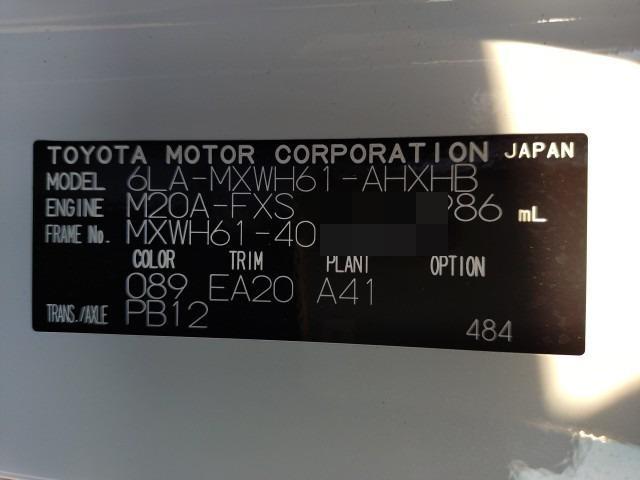 TOYOTA MOTOR CORPORATION JAPAN
MODEL 6LA-MXWH61-AHXHB
ENGINE M20A-FXS 986 mL
FRAME No. MXWH61-40
COLOR TRIM PLANT OPTION
089 EA20 A41
TRANS./AXLE PB12
484